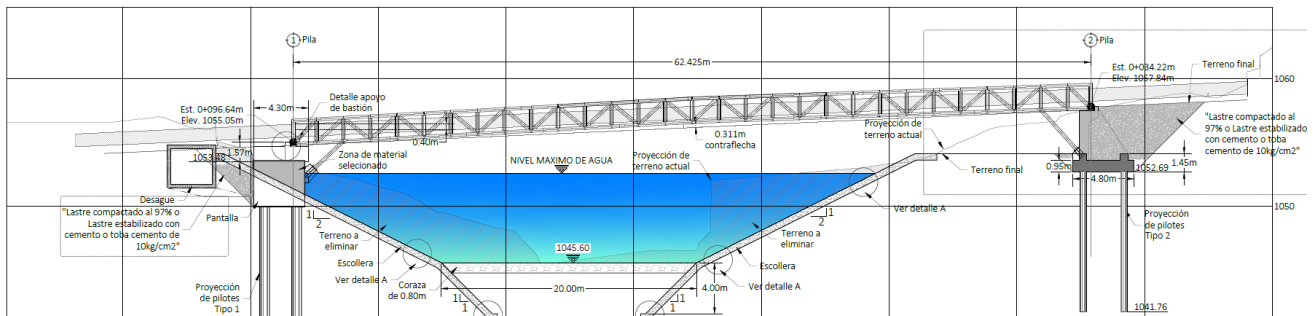 1 Pila
2 Pila
62.425m
Est. 0+034.22m
Elev. 1057.84m
Terreno final
1060
Est. 0+096.64m
Elev. 1055.05m
4.30m
Detalle apoyo
de bastión
0.40m
0.311m
contraflecha
Proyección de
terreno actual
"Lastre compactado al
97% o Lastre estabilizado
con cemento o toba
cemento de 10kg/cm2"
1.57m
1053.48
Zona de material
selecionado
NIVEL MAXIMO DE AGUA
Proyección de
terreno actual
Terreno final
0.95m
1.45m
1052.69
4.80m
Desague
"Lastre compactado al 97% o
Lastre estabilizado con
cemento o toba cemento de
10kg/cm2"
Pantalla
1
2
1
2
Ver detalle A
1050
Proyección
de pilotes
Tipo 2
Terreno a
eliminar
Terreno a
eliminar
1045.60
Escollera
Escollera
Ver detalle A
Ver detalle A
Coraza
de 0.80m
20.00m
4.00m
Proyección
de pilotes
Tipo 1
1
1
1
1
1041.76